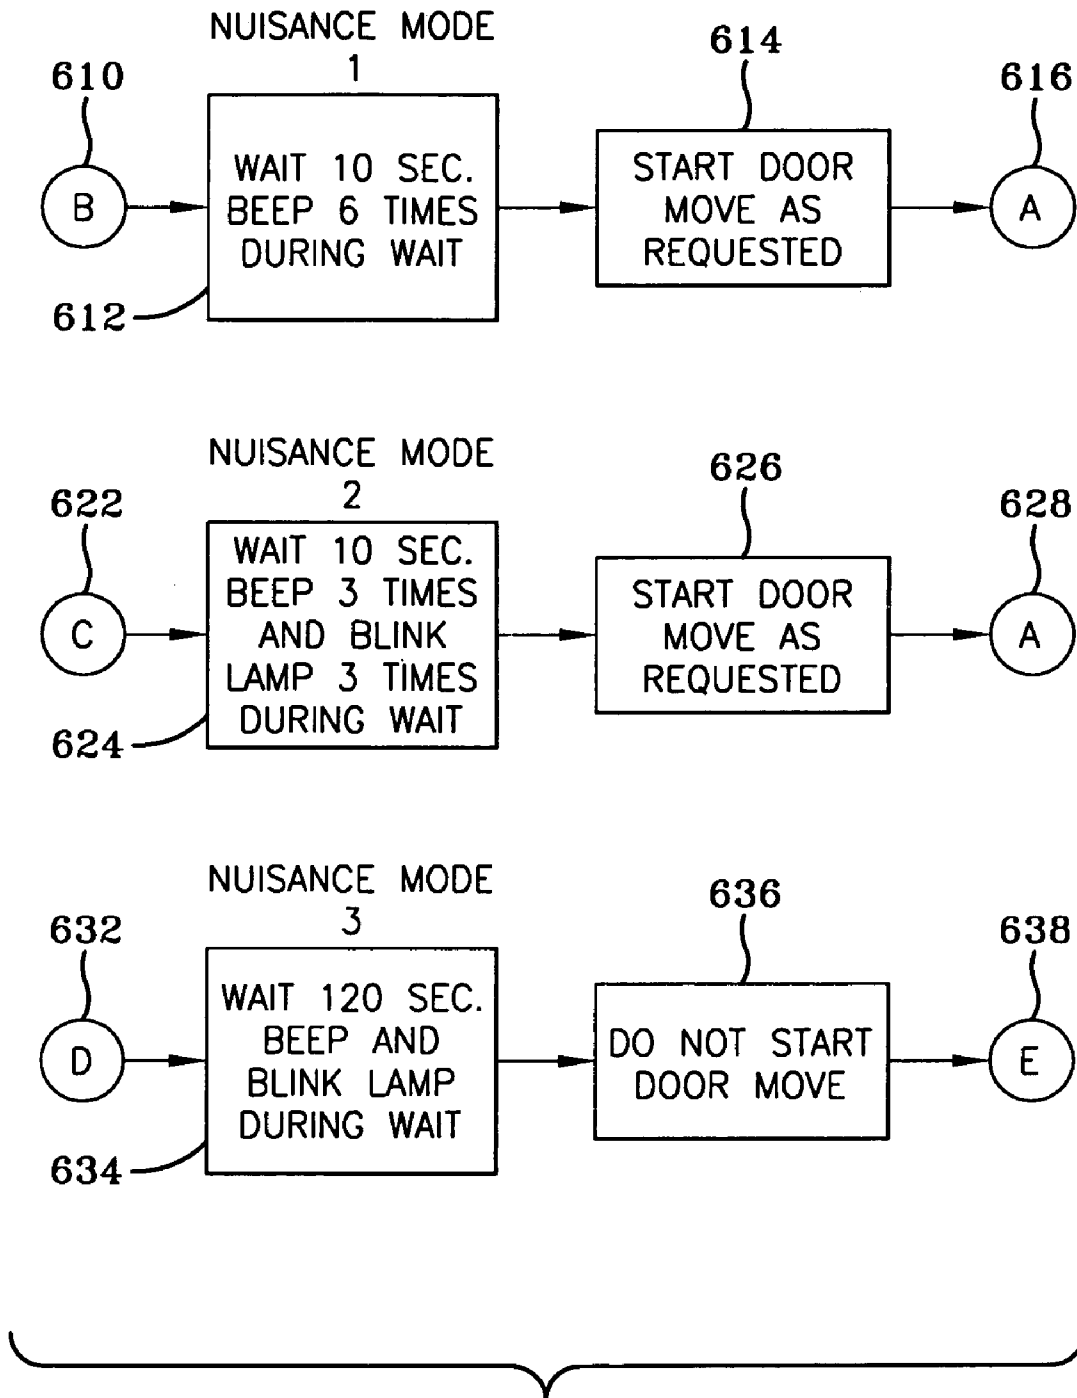 NUISANCE MODE
1
610
614
616
B
WAIT 10 SEC.
BEEP 6 TIMES
DURING WAIT
START DOOR
MOVE AS
REQUESTED
A
612
NUISANCE MODE
2
622
626
628
C
WAIT 10 SEC.
BEEP 3 TIMES
AND BLINK
LAMP 3 TIMES
DURING WAIT
START DOOR
MOVE AS
REQUESTED
A
624
NUISANCE MODE
3
632
636
638
D
WAIT 120 SEC.
BEEP AND
BLINK LAMP
DURING WAIT
DO NOT START
DOOR MOVE
E
634